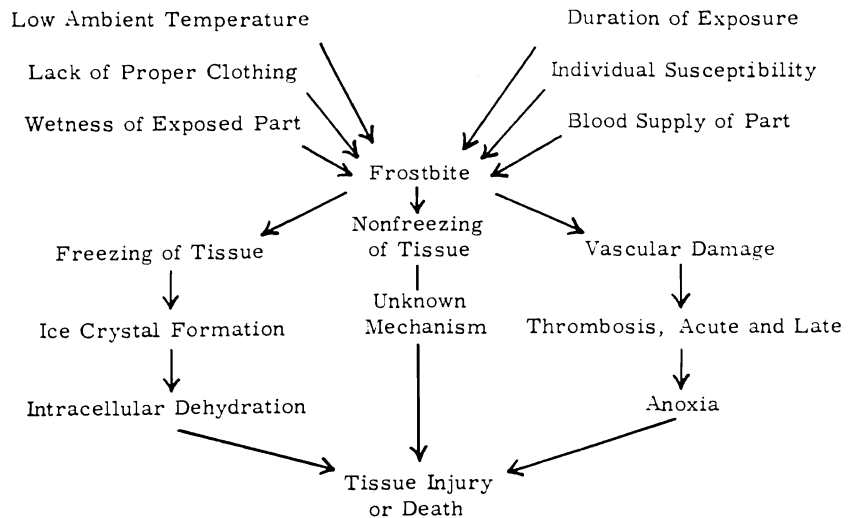 Low Ambient Temperature
Duration of Exposure
Lack of Proper Clothing
Individual Susceptibility
Wetness of Exposed Part
Blood Supply of Part
Frostbite
Freezing of Tissue
Nonfreezing
of Tissue
Vascular Damage
Ice Crystal Formation
Unknown
Mechanism
Thrombosis, Acute and Late
Intracellular Dehydration
Anoxia
Tissue Injury
or Death